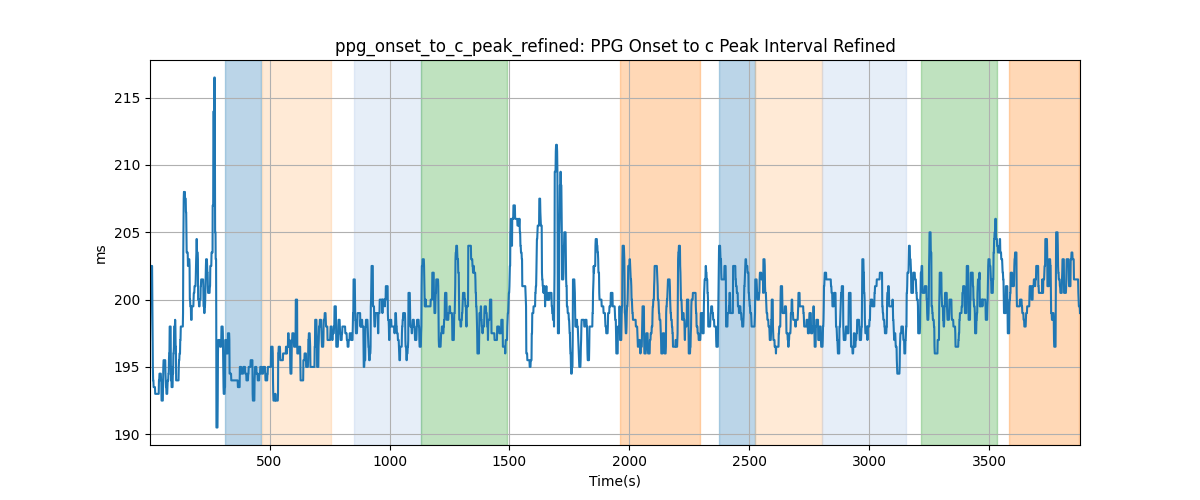 ppg_onset_to_c_peak_refined: PPG Onset to c Peak Interval Refined
215
210
205
200
195
190
ms
500 1000 1500 2000 2500 3000 3500
Time(s)